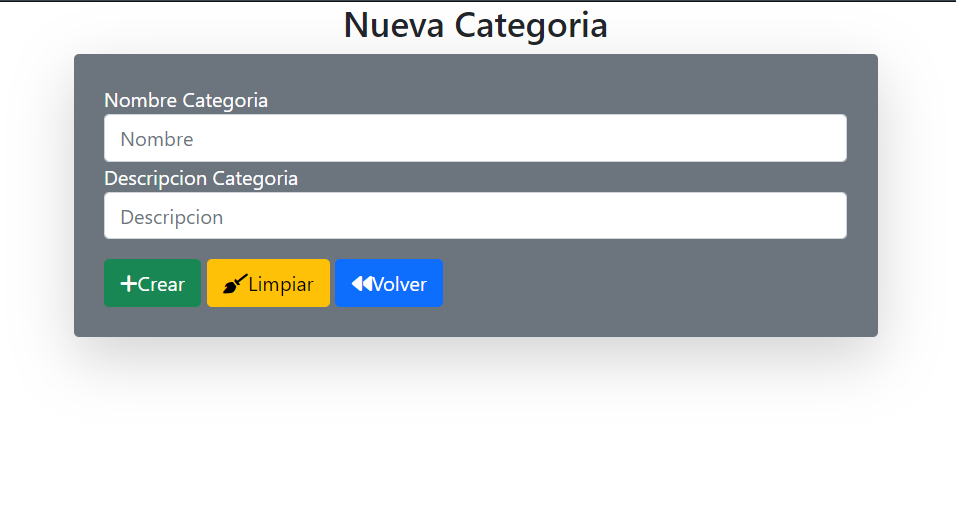 Nueva Categoria
Nombre Categoria
Nombre
Descripcion Categoria
Descripcion
Crear Limpiar Volver